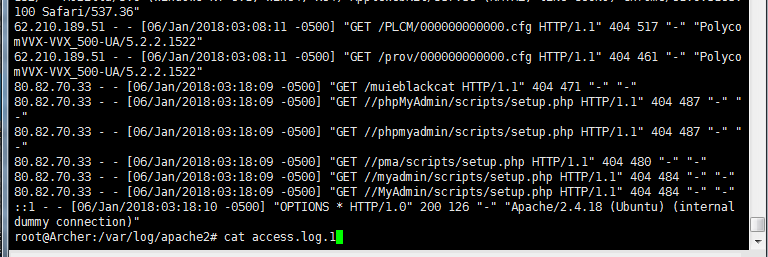 100 Safari/537.36"
62.210.189.51 - - [06/Jan/2018:03:08:11 -0500] "GET /PLCM/000000000000.cfg HTTP/1.1" 404 517 "-" "Polyco
mVVX-VVX_500-UA/5.2.2.1522"
62.210.189.51 - - [06/Jan/2018:03:08:11 -0500] "GET /prov/000000000000.cfg HTTP/1.1" 404 461 "-" "Polyco
mVVX-VVX_500-UA/5.2.2.1522"
80.82.70.33 - - [06/Jan/2018:03:18:09 -0500] "GET /muieblackcat HTTP/1.1" 404 471 "-" "-"
80.82.70.33 - - [06/Jan/2018:03:18:09 -0500] "GET //phpMyAdmin/scripts/setup.php HTTP/1.1" 404 487 "-" "
-"
80.82.70.33 - - [06/Jan/2018:03:18:09 -0500] "GET //phpmyadmin/scripts/setup.php HTTP/1.1" 404 487 "-" "
-"
80.82.70.33 - - [06/Jan/2018:03:18:09 -0500] "GET //pma/scripts/setup.php HTTP/1.1" 404 480 "-" "-"
80.82.70.33 - - [06/Jan/2018:03:18:09 -0500] "GET //myadmin/scripts/setup.php HTTP/1.1" 404 484 "-" "-"
80.82.70.33 - - [06/Jan/2018:03:18:09 -0500] "GET //MyAdmin/scripts/setup.php HTTP/1.1" 404 484 "-" "-"
::1 - - [06/Jan/2018:03:18:10 -0500] "OPTIONS * HTTP/1.0" 200 126 "-" "Apache/2.4.18 (Ubuntu) (internal
dummy connection)"
root@Archer:/var/log/apache2# cat access.log.1